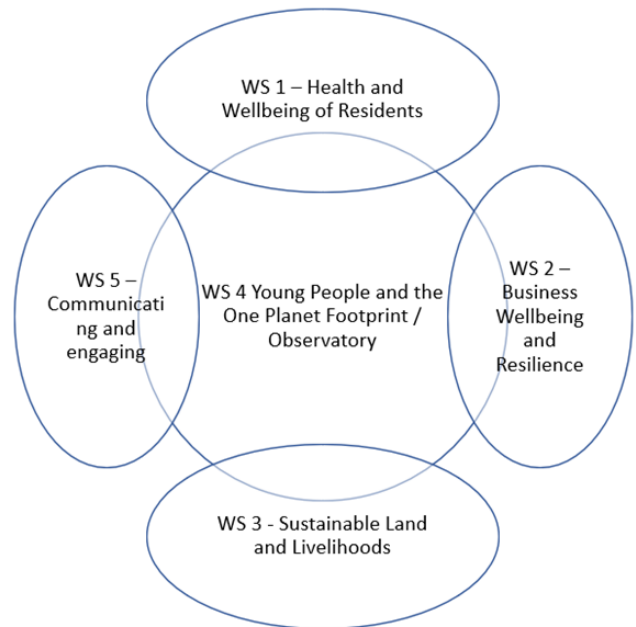 WS 1 – Health and
Wellbeing of Residents
WS 5 –
Communicati
ng and
engaging
WS 4 Young People and the
One Planet Footprint /
Observatory
WS 2 –
Business
Wellbeing
and
Resilience
WS 3 - Sustainable Land
and Livelihoods